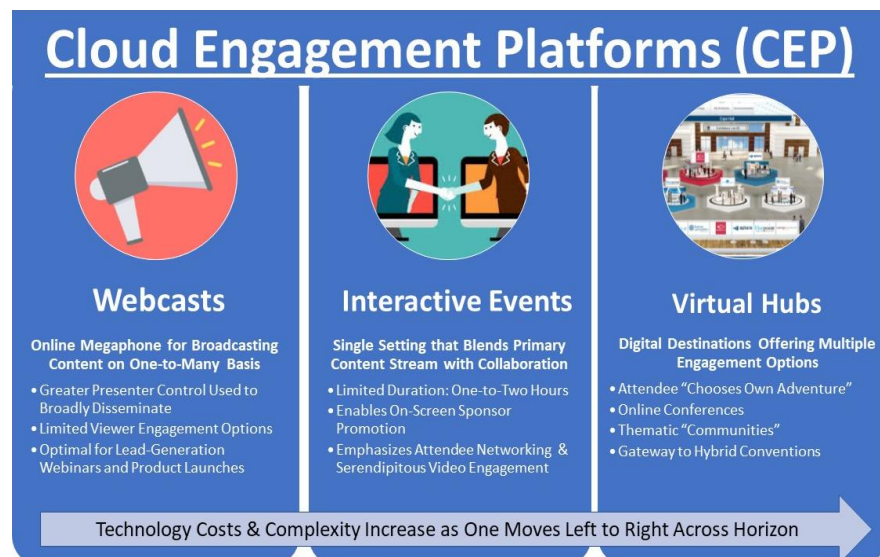 Cloud Engagement Platforms (CEP)
Webcasts
Online Megaphone for Broadcasting
Content on One-to-Many Basis
•Greater Presenter Control Used to
Broadly Disseminate
•Limited Viewer Engagement Options
•Optimal for Lead-Generation
Webinars and Product Launches
Interactive Events
Single Setting that Blends Primary
Content Stream with Collaboration
•Limited Duration: One-to-Two Hours
•Enables On-Screen Sponsor
Promotion
•Emphasizes Attendee Networking &
Serendipitous Video Engagement
Virtual Hubs
Digital Destinations Offering Multiple
Engagement Options
•Attendee “Chooses Own Adventure”
•Online Conferences
•Thematic “Communities”
•Gateway to Hybrid Conventions
Technology Costs & Complexity Increase as One Moves Left to Right Across Horizon